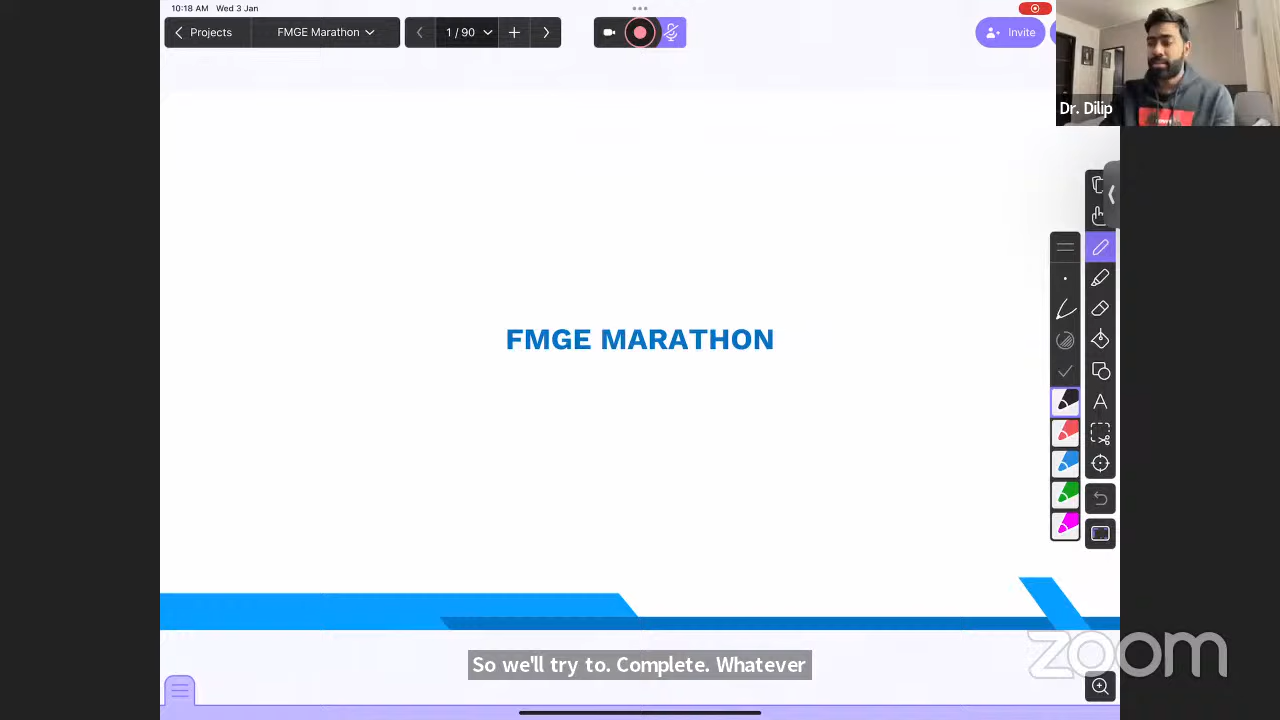 10:18 AM Wed 3 Jan
Projects
FMGE Marathon
1 / 90
Invite
Dr. Dilip
A
FMGE MARATHON
So we'll try to. Complete. Whatever
zoom